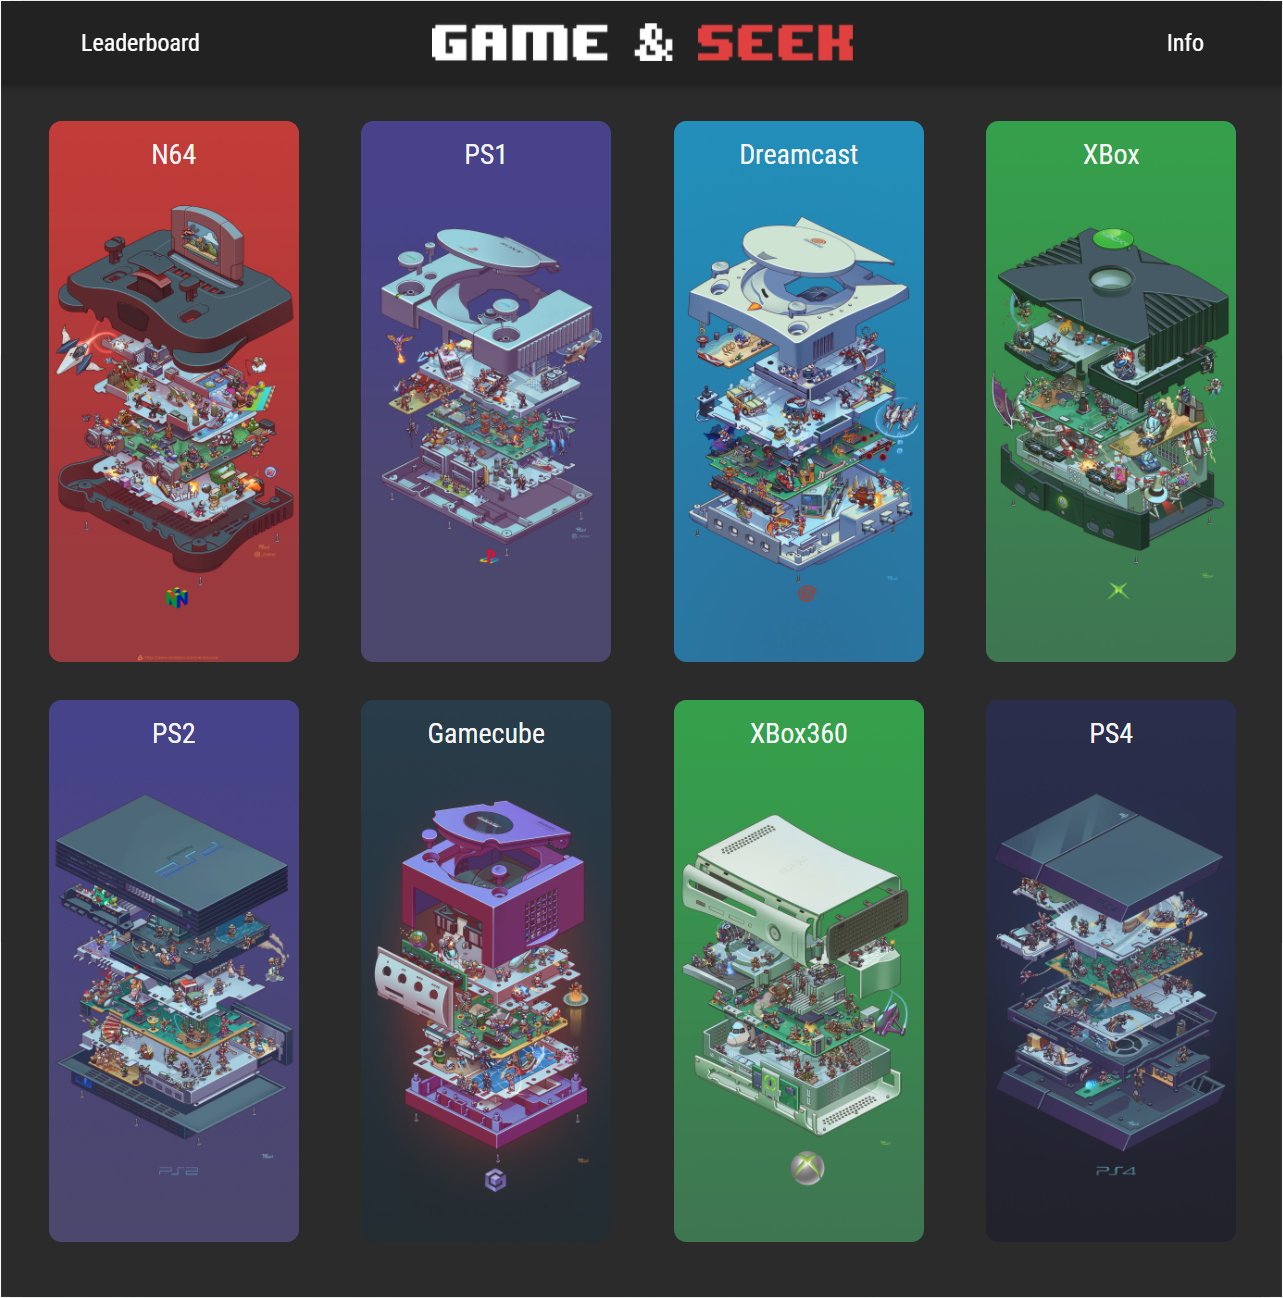 Leaderboard
GAME & SEEK
Info
N64
PS1
Dreamcast
XBox
PS2
Gamecube
XBox360
PS4
PS2
PS4